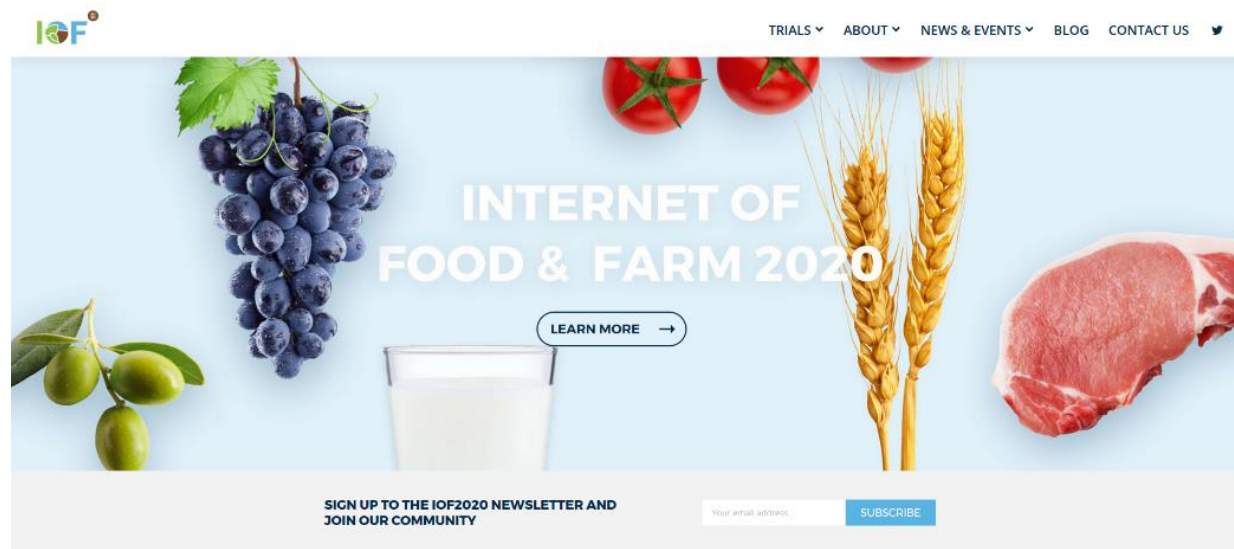 IOF
TRIALS
ABOUT
NEWS & EVENTS
BLOG
CONTACT US
INTERNET OF
FOOD & FARM 2020
LEARN MORE
SIGN UP TO THE IOF2020 NEWSLETTER AND
JOIN OUR COMMUNITY
Your email address
SUBSCRIBE